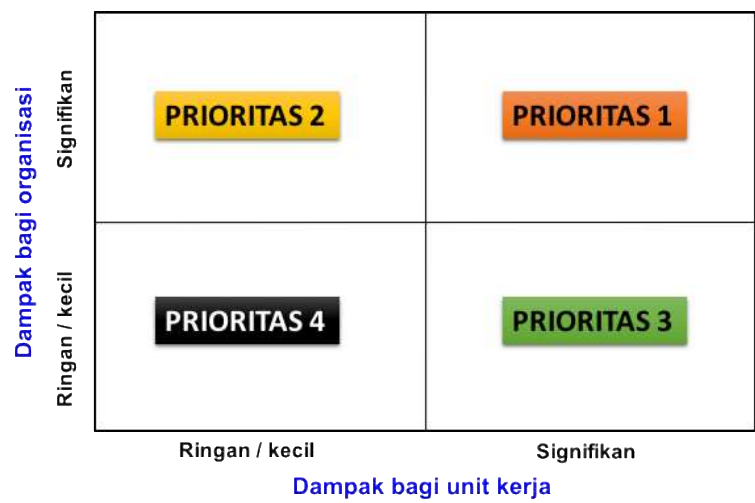 Dampak bagi organisasi
Signifikan
PRIORITAS 2
PRIORITAS 1
Ringan / kecil
PRIORITAS 4
PRIORITAS 3
Ringan / kecil
Signifikan
Dampak bagi unit kerja